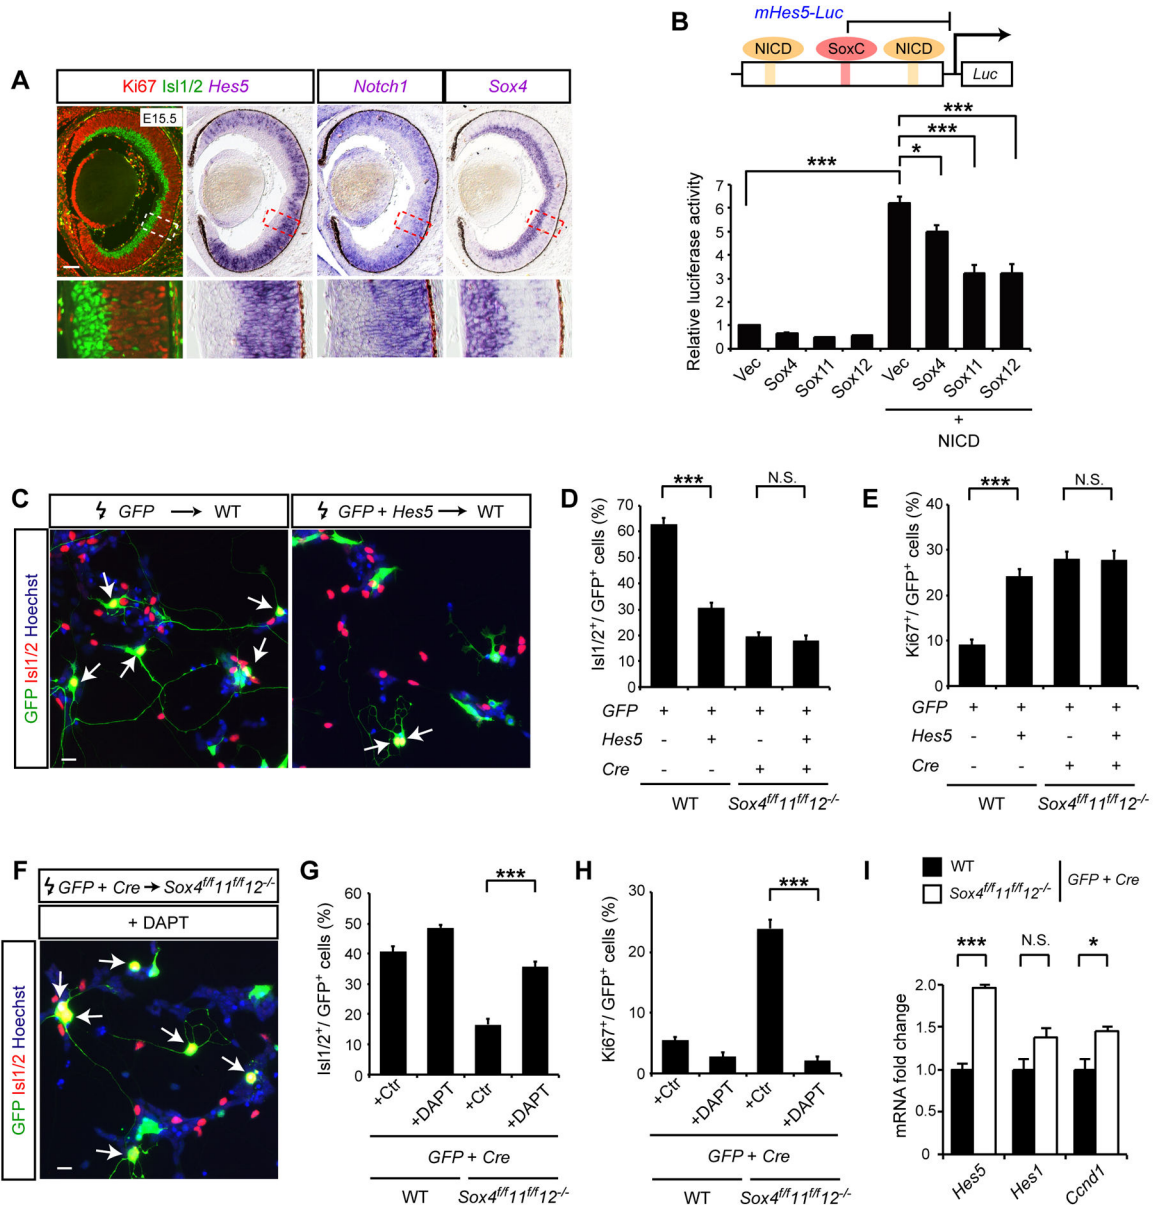 A
Ki67 Isl1/2 Hes5
Notch1
Sox4
E15.5
B
mHes5-Luc
NICD
SoxC
NICD
Luc
***
***
***
*
Relative luciferase activity
7
6
5
4
3
2
1
0
Vec
Sox4
Sox11
Sox12
Vec
Sox4
Sox11
Sox12
+
NICD
C
GFP → WT
GFP + Hes5 → WT
GFP Isl1/2 Hoechst
D
*** N.S.
Isl1/2+/ GFP+ cells (%)
70
60
50
40
30
20
10
0
GFP + + + +
Hes5 - + - +
Cre - - + +
WT Sox4f/f11f/f12-/-
E
*** N.S.
Ki67+/ GFP+ cells (%)
40
30
20
10
0
GFP + + + +
Hes5 - + - +
Cre - - + +
WT Sox4f/f11f/f12-/-
F
GFP + Cre → Sox4f/f11f/f12-/-
+ DAPT
GFP Isl1/2 Hoechst
G
***
Isl1/2+/ GFP+ cells (%)
60
50
40
30
20
10
0
+Ctr
+DAPT
+Ctr
+DAPT
GFP + Cre
WT Sox4f/f11f/f12-/-
H
***
Ki67+/ GFP+ cells (%)
30
20
10
0
+Ctr
+DAPT
+Ctr
+DAPT
GFP + Cre
WT Sox4f/f11f/f12-/-
I
WT
Sox4f/f11f/f12-/-
GFP + Cre
*** N.S. *
mRNA fold change
2.0
1.5
1.0
0.5
0
Hes5
Hes1
Ccnd1